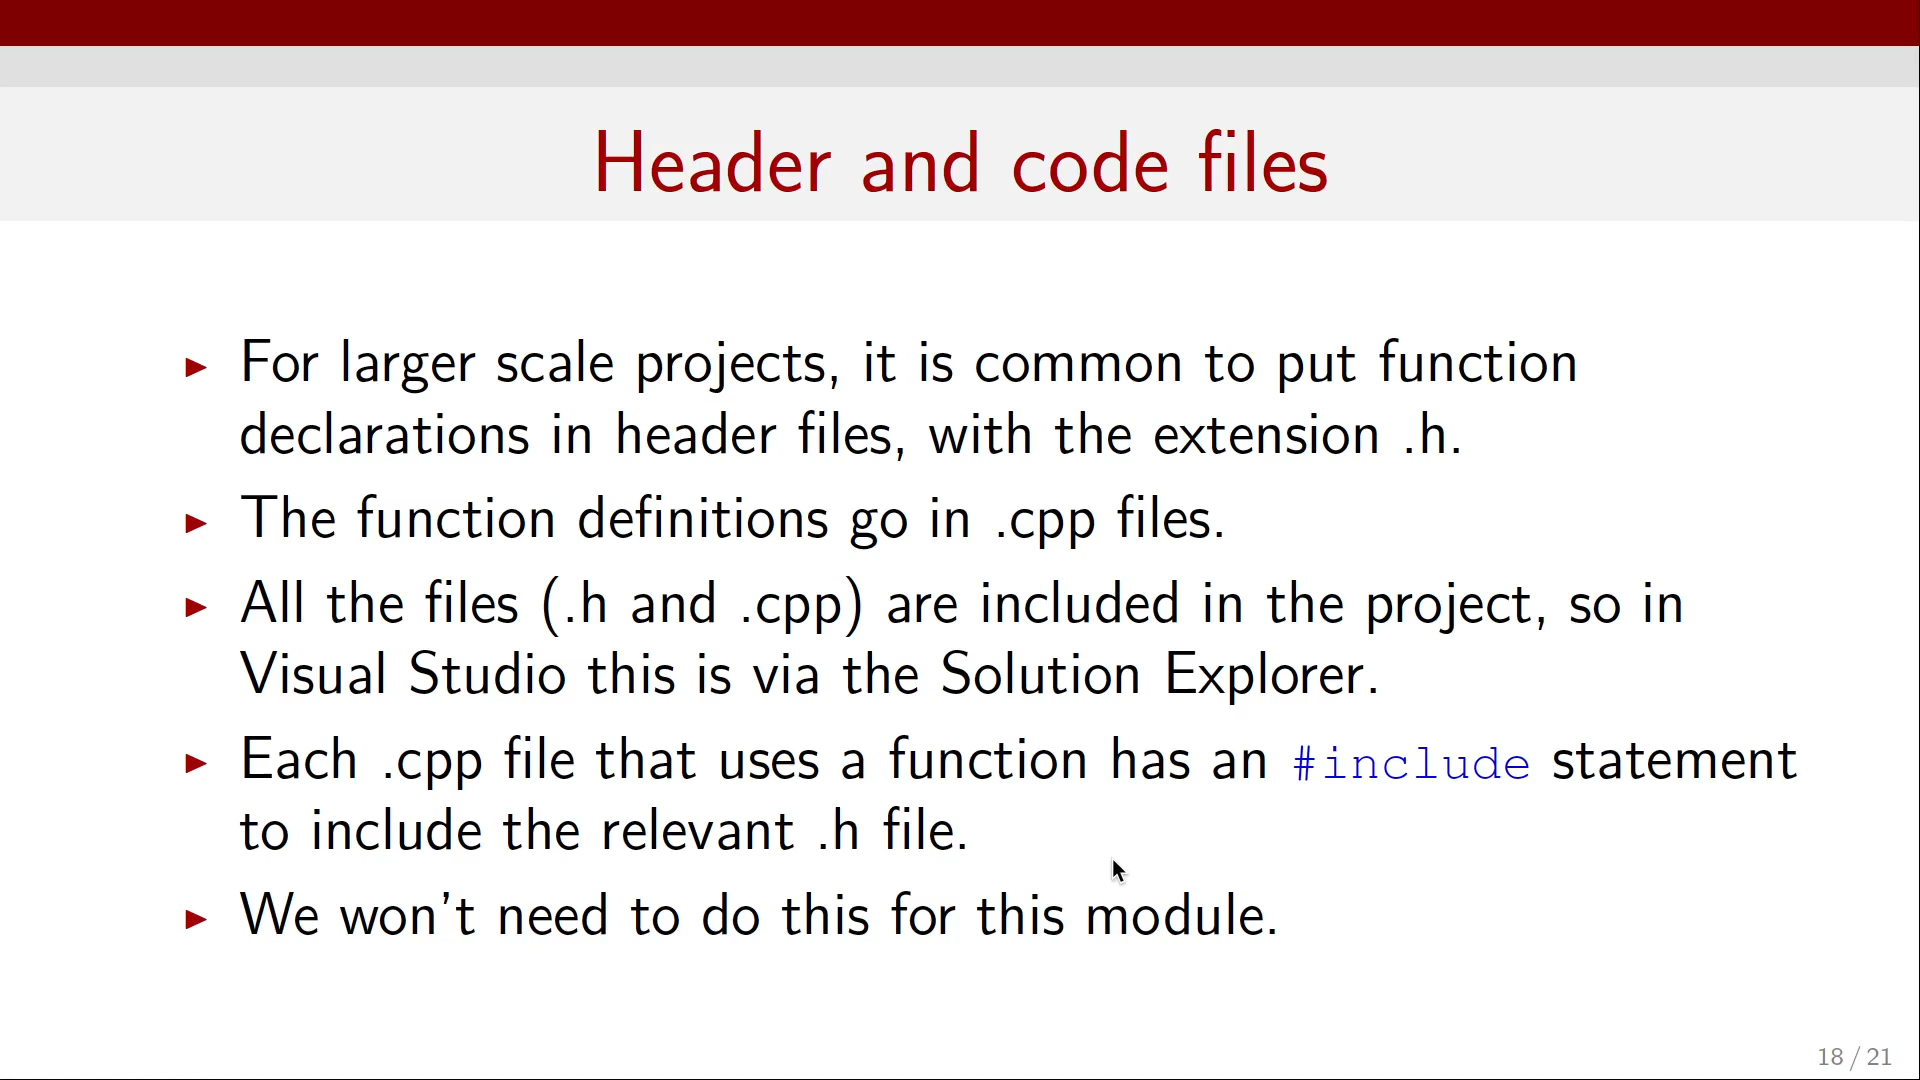 Header and code files
For larger scale projects, it is common to put function
declarations in header files, with the extension .h.
The function definitions go in .cpp files.
All the files (.h and .cpp) are included in the project, so in
Visual Studio this is via the Solution Explorer.
Each .cpp file that uses a function has an #include statement
to include the relevant .h file.
We won't need to do this for this module.
18 / 21